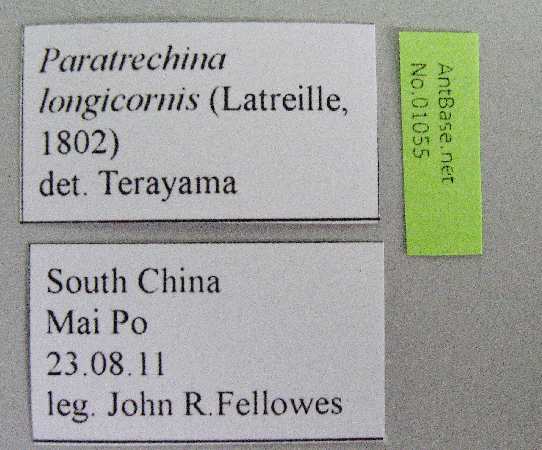 Paratrechina
longicornis (Latreille,
1802)
det. Terayama
South China
Mai Po
23.08.11
leg. John R.Fellowes
AntBase.net
No.01055